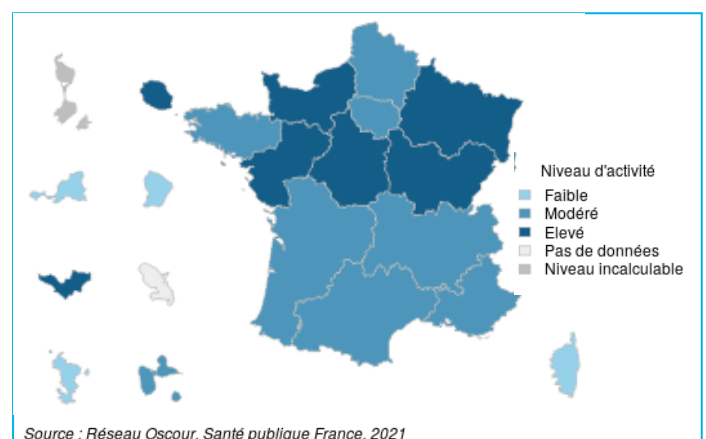 Niveau d'activité
Faible
Modéré
Elevé
Pas de données
Niveau incalculable
Source : Réseau Oscour, Santé publique France, 2021